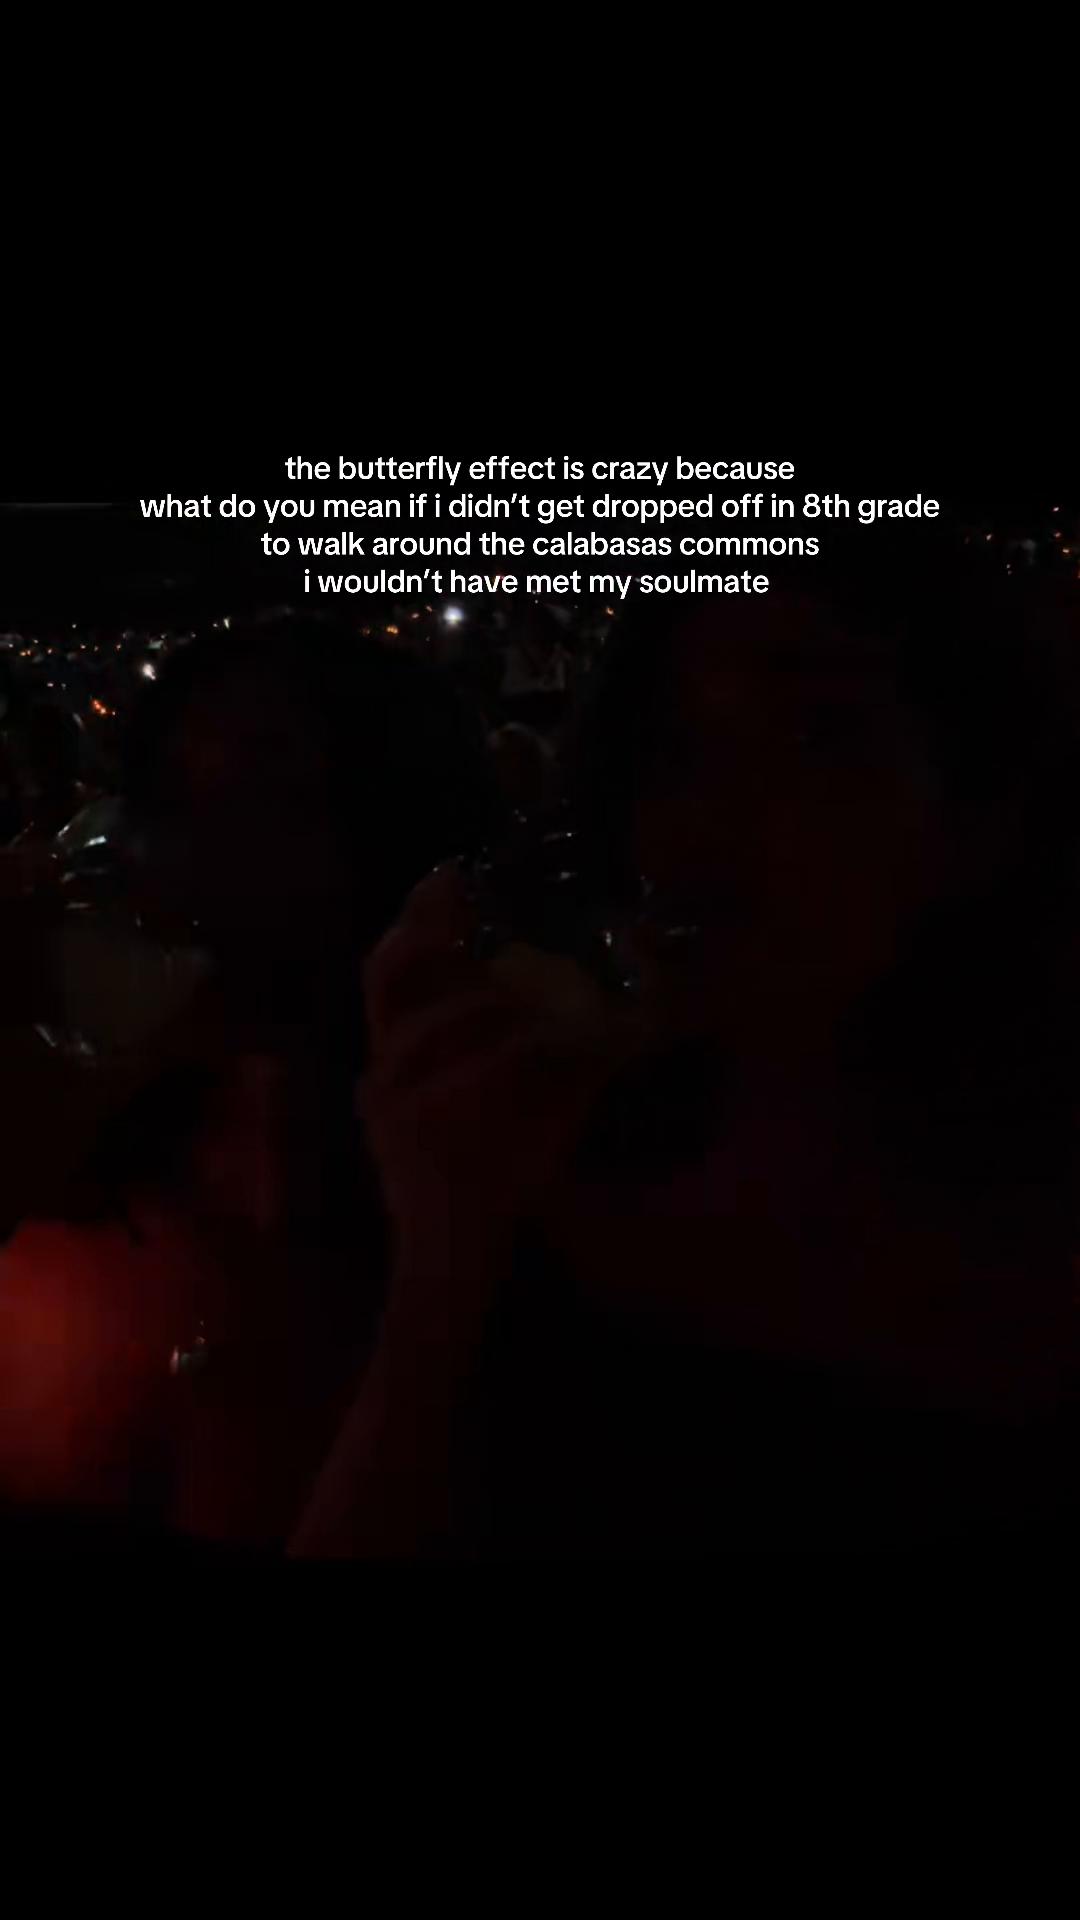 the butterfly effect is crazy because
what do you mean if i didn’t get dropped off in 8th grade
to walk around the calabasas commons
i wouldn’t have met my soulmate